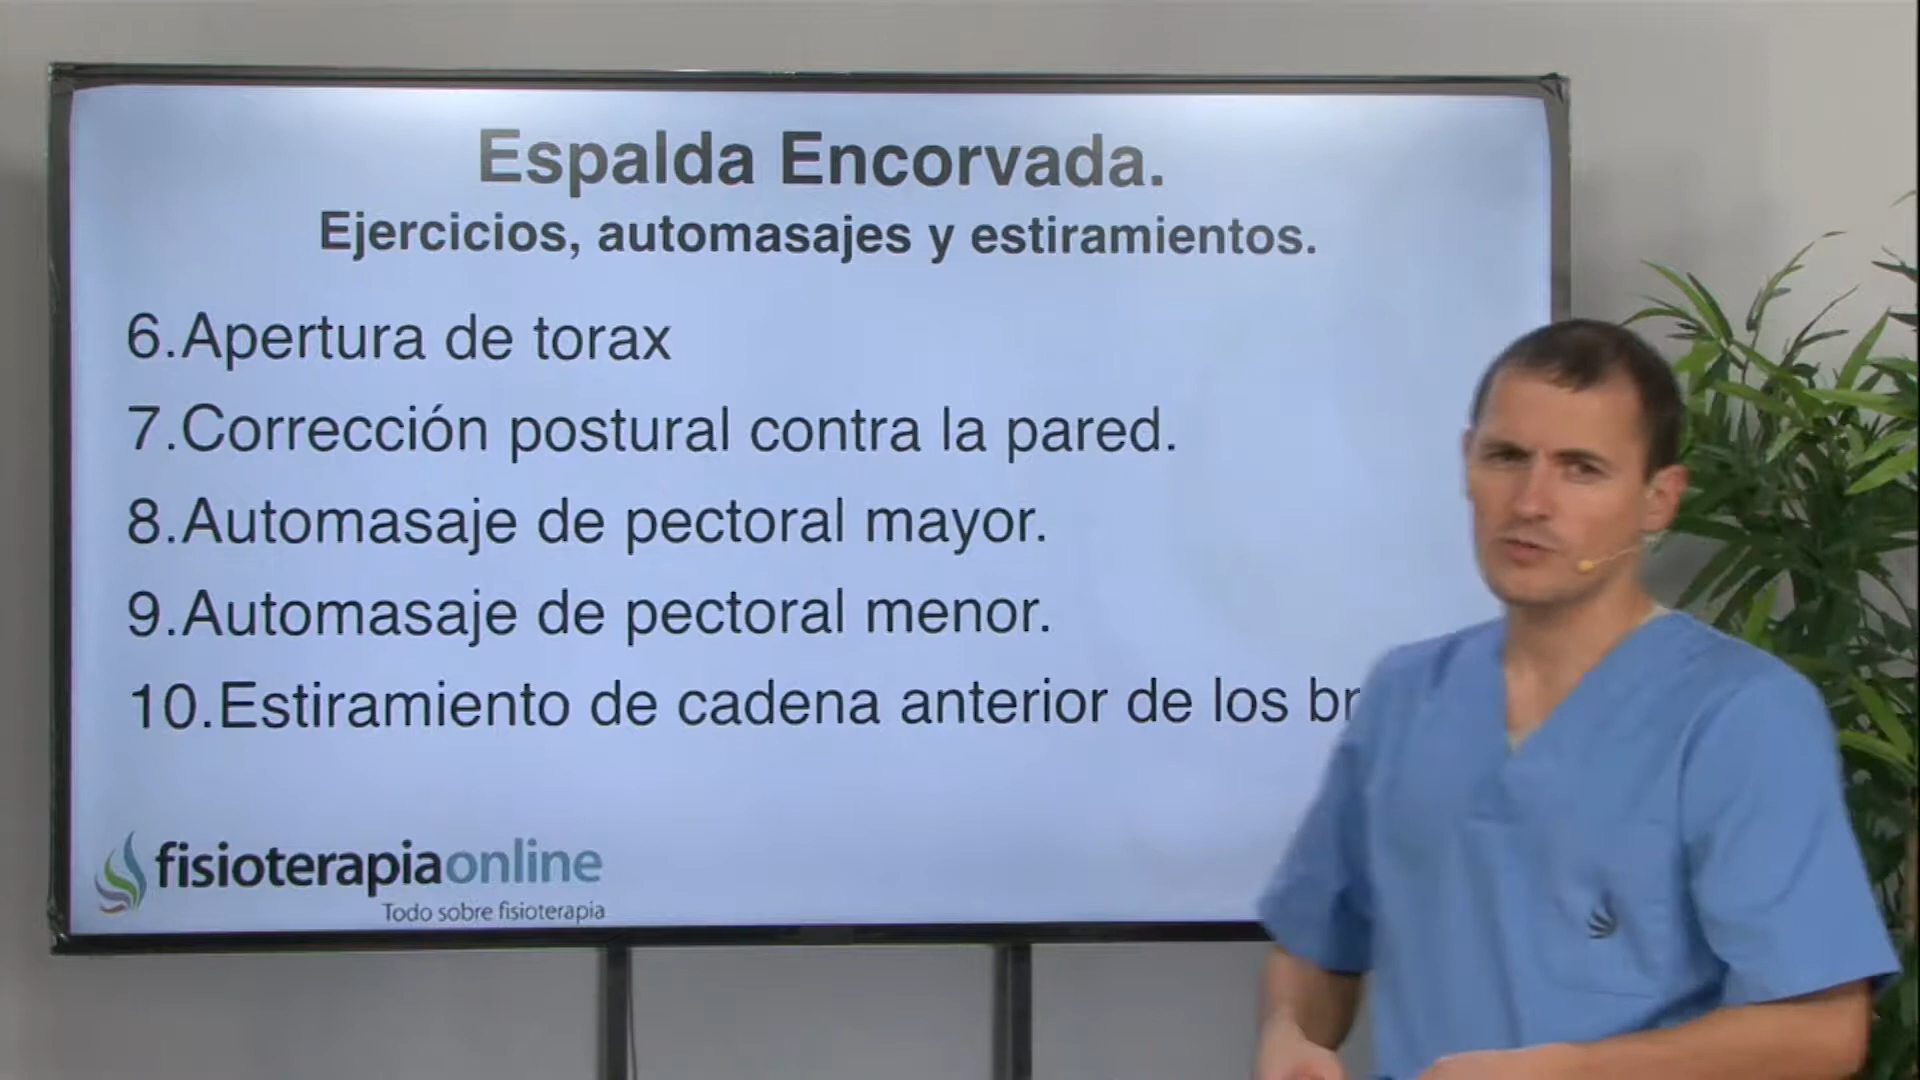 Espalda Encorvada.
Ejercicios, automasajes y estiramientos.
6.Apertura de torax
7.Corrección postural contra la pared.
8.Automasaje de pectoral mayor.
9.Automasaje de pectoral menor.
10.Estiramiento de cadena anterior de los
fisioterapiaonline
Todo sobre fisioterapia